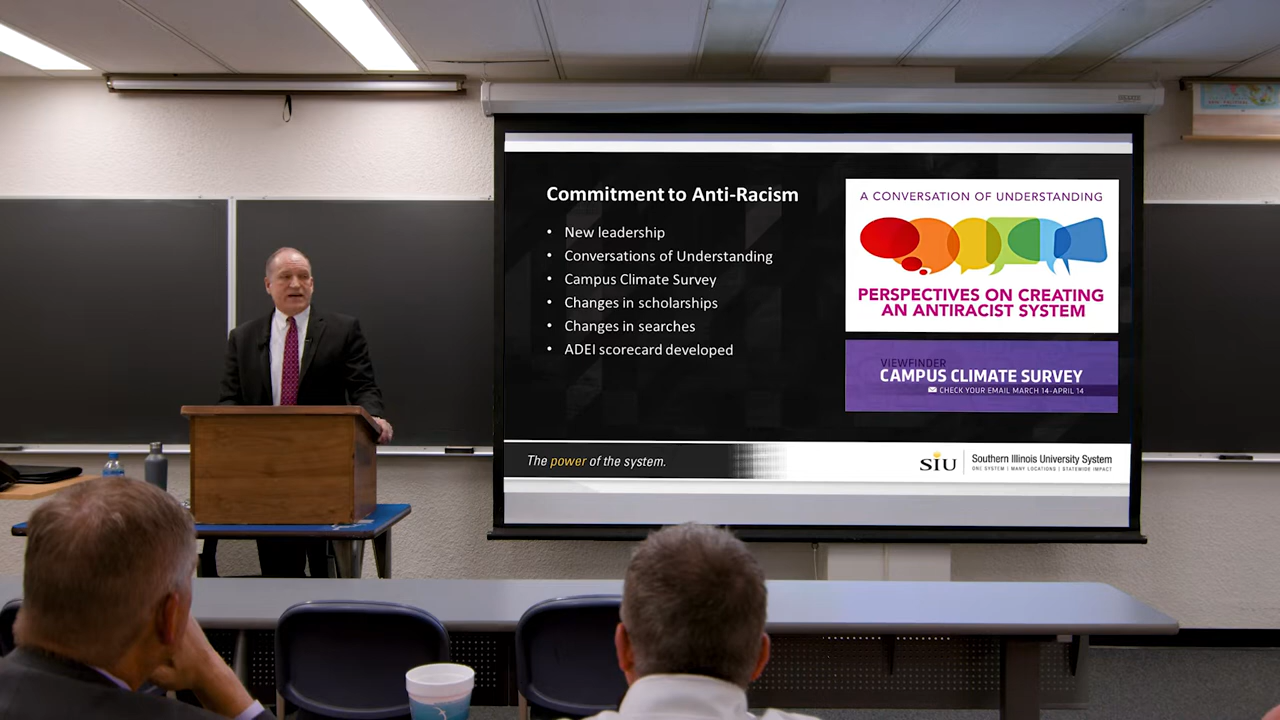 Commitment to Anti-Racism
• New leadership
• Conversations of Understanding
• Campus Climate Survey
• Changes in scholarships
• Changes in searches
• ADEI scorecard developed
A CONVERSATION OF UNDERSTANDING
PERSPECTIVES ON CREATING
AN ANTIRACIST SYSTEM
VIEWFINDER
CAMPUS CLIMATE SURVEY
CHECK YOUR EMAIL MARCH 14-APRIL 14
The power of the system.
SIU
Southern Illinois University System
ONE SYSTEM | MANY LOCATIONS | STATEWIDE IMPACT